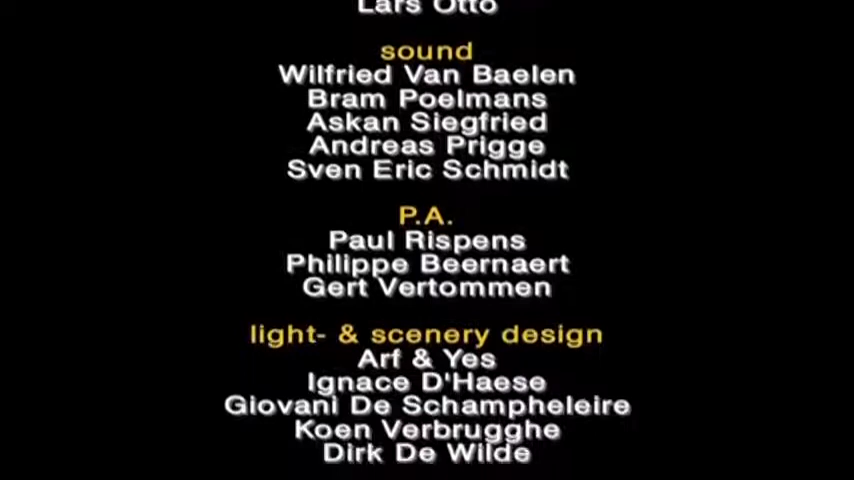 Lars Otto
sound
Wilfried Van Baelen
Bram Poelmans
Askan Siegfried
Andreas Prigge
Sven Eric Schmidt
P.A.
Paul Rispens
Philippe Beernaert
Gert Vertommen
light- & scenery design
Arf & Yes
Ignace D'Haese
Giovani De Schampheleire
Koen Verbrugghe
Dirk De Wilde